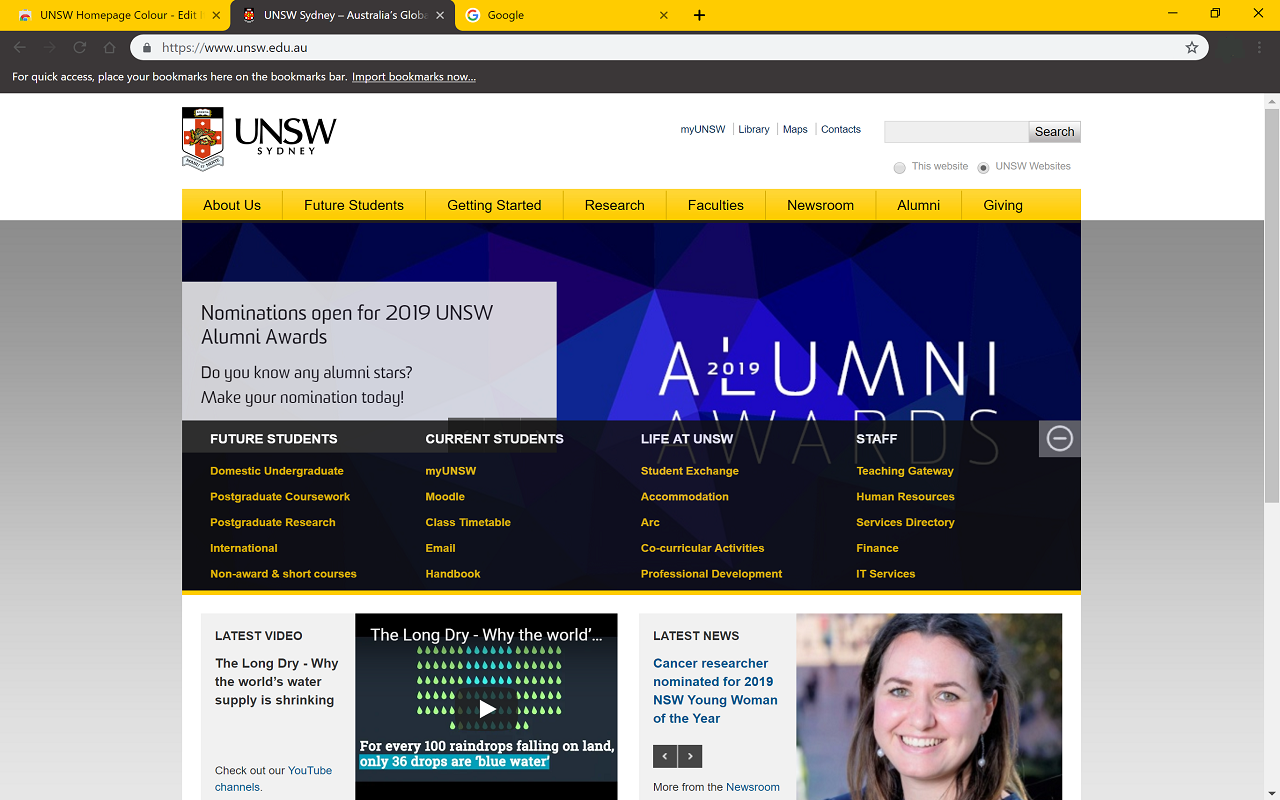 UNSW Homepage Colour - Edit
UNSW Sydney – Australia's Globa
Google
https://www.unsw.edu.au
For quick access, place your bookmarks here on the bookmarks bar. Import bookmarks now...
UNSW
SYDNEY
myUNSW Library Maps Contacts
Search
This website UNSW Websites
About Us Future Students Getting Started Research Faculties Newsroom Alumni Giving
Nominations open for 2019 UNSW
Alumni Awards
Do you know any alumni stars?
Make your nomination today!
ALUMNI
2019
AWARDS
FUTURE STUDENTS
Domestic Undergraduate
Postgraduate Coursework
Postgraduate Research
International
Non-award & short courses
CURRENT STUDENTS
myUNSW
Moodle
Class Timetable
Email
Handbook
LIFE AT UNSW
Student Exchange
Accommodation
Arc
Co-curricular Activities
Professional Development
STAFF
Teaching Gateway
Human Resources
Services Directory
Finance
IT Services
LATEST VIDEO
The Long Dry - Why
the world's water
supply is shrinking
Check out our YouTube
channels.
The Long Dry - Why the world'...
For every 100 raindrops falling on land,
only 36 drops are 'blue water'
LATEST NEWS
Cancer researcher
nominated for 2019
NSW Young Woman
of the Year
More from the Newsroom